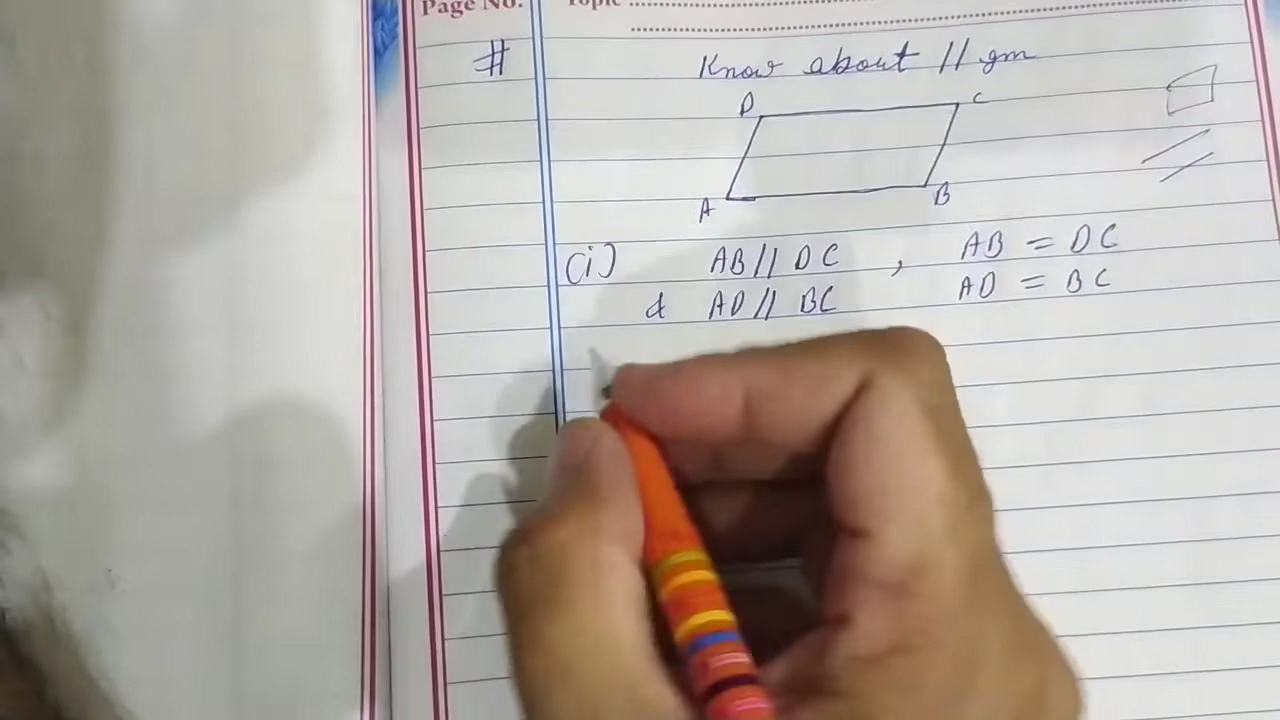 Page No.
Topic
# Know about || gm
D C
A B
(i) AB || DC , AB = DC
& AD || BC AD = BC